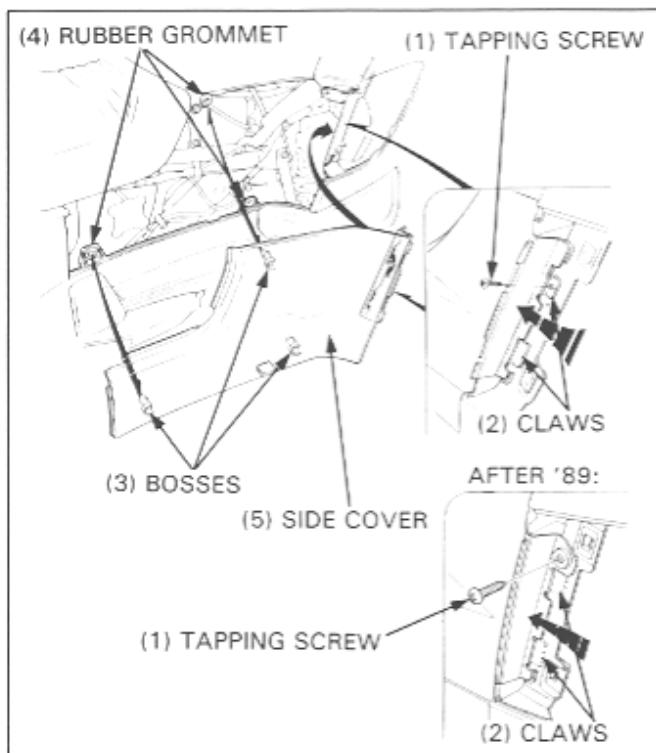 (4) RUBBER GROMMET
(1) TAPPING SCREW
(2) CLAWS
(3) BOSSES
AFTER '89:
(5) SIDE COVER
(1) TAPPING SCREW
(2) CLAWS